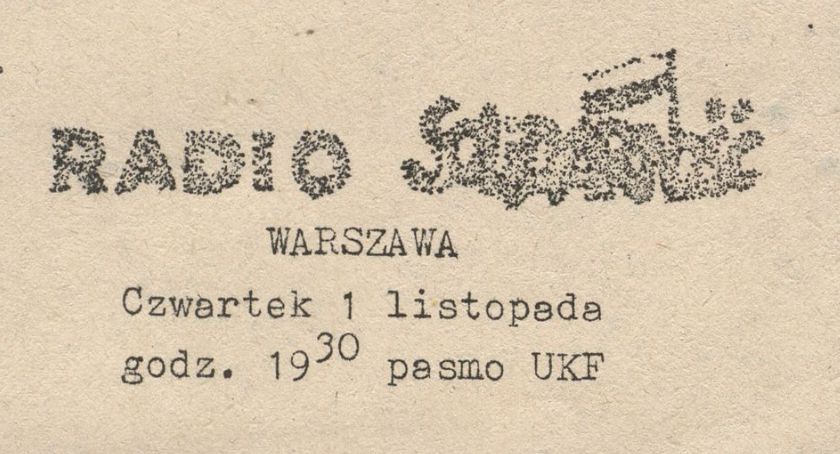 RADIO Solidarność
WARSZAWA
Czwartek 1 listopada
godz. 19³⁰ pasmo UKF